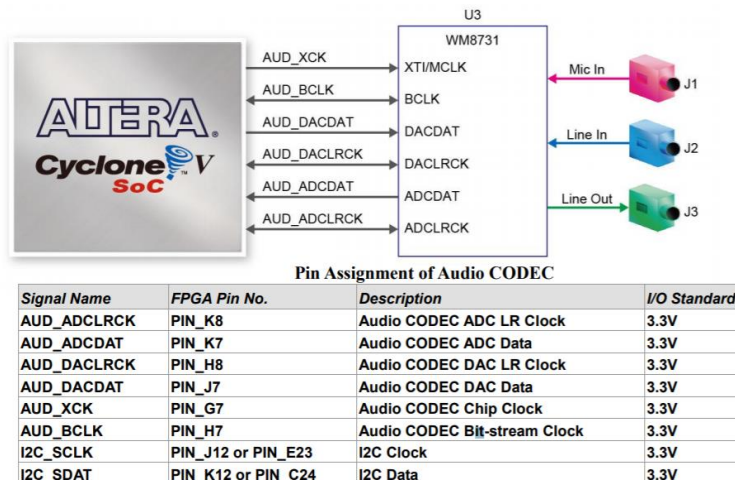 U3
WM8731
AUD_XCK
XTI/MCLK
Mic In
J1
AUD_BCLK
BCLK
ALTERA.
AUD_DACDAT
DACDAT
Line In
J2
Cyclone V
SoC
AUD_DACLRCK
DACLRCK
AUD_ADCDAT
ADCDAT
Line Out
J3
AUD_ADCLRCK
ADCLRCK
Pin Assignment of Audio CODEC
Signal Name FPGA Pin No. Description I/O Standard
AUD_ADCLRCK PIN_K8 Audio CODEC ADC LR Clock 3.3V
AUD_ADCDAT PIN_K7 Audio CODEC ADC Data 3.3V
AUD_DACLRCK PIN_H8 Audio CODEC DAC LR Clock 3.3V
AUD_DACDAT PIN_J7 Audio CODEC DAC Data 3.3V
AUD_XCK PIN_G7 Audio CODEC Chip Clock 3.3V
AUD_BCLK PIN_H7 Audio CODEC Bit-stream Clock 3.3V
I2C_SCLK PIN_J12 or PIN_E23 I2C Clock 3.3V
I2C_SDAT PIN_K12 or PIN_C24 I2C Data 3.3V